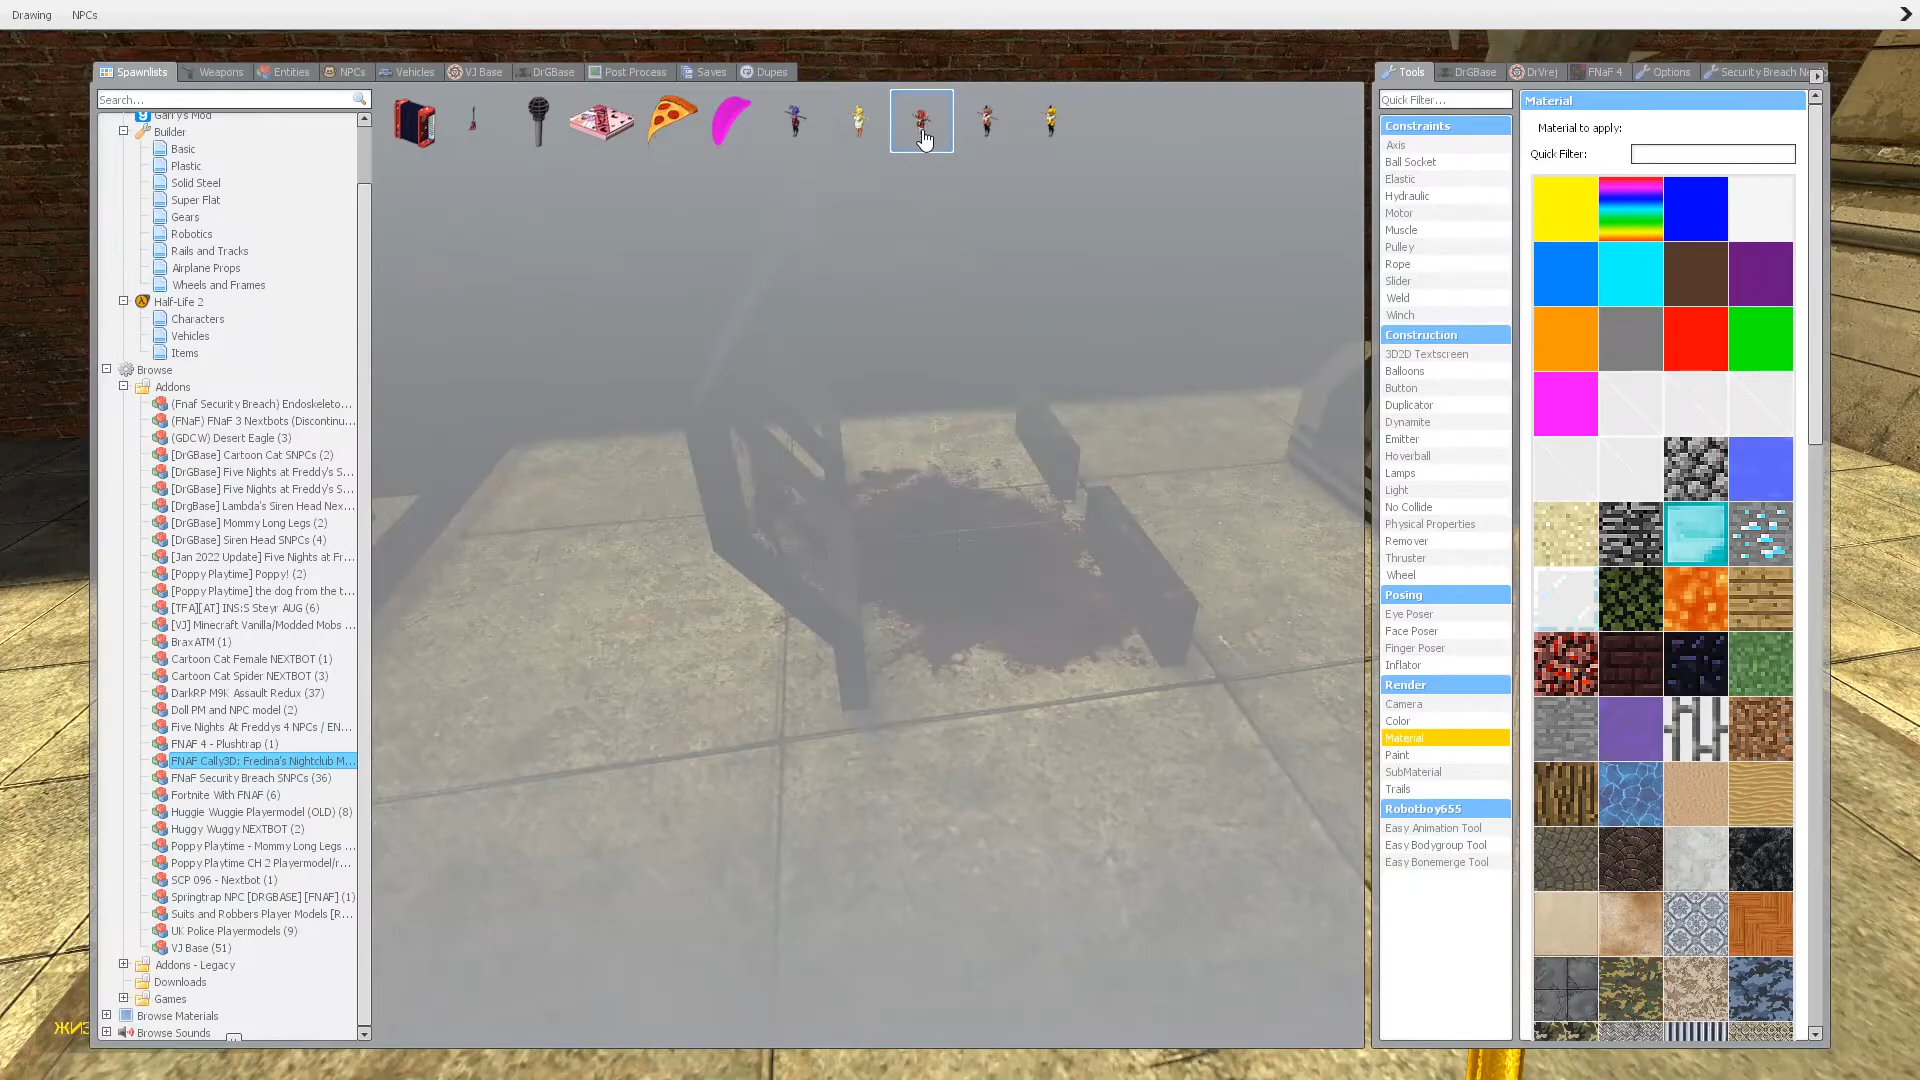 Drawing NPCs
Spawnlists Weapons Entities NPCs Vehicles VJ Base DrGBase Post Process Saves Dupes
Search...
Garry's Mod
Builder
Basic
Plastic
Solid Steel
Super Flat
Gears
Robotics
Rails and Tracks
Airplane Props
Wheels and Frames
Half-Life 2
Characters
Vehicles
Items
Browse
Addons
(Fnaf Security Breach) Endoskeleto...
(FNaF) FNaF 3 Nextbots (Discontinu...
(GDCW) Desert Eagle (3)
[DrGBase] Cartoon Cat SNPCs (2)
[DrGBase] Five Nights at Freddy's S...
[DrGBase] Five Nights at Freddy's S...
[DrgBase] Lambda's Siren Head Nex...
[DrGBase] Mommy Long Legs (2)
[DrGBase] Siren Head SNPCs (4)
[Jan 2022 Update] Five Nights at Fr...
[Poppy Playtime] Poppy! (2)
[Poppy Playtime] the dog from the t...
[TFA][AT] INS:S Steyr AUG (6)
[VJ] Minecraft Vanilla/Modded Mobs ...
BraxATM (1)
Cartoon Cat Female NEXTBOT (1)
Cartoon Cat Spider NEXTBOT (3)
DarkRP M9K Assault Redux (37)
Doll PM and NPC model (2)
Five Nights At Freddys 4 NPCs / EN...
FNAF 4 - Plushtrap (1)
FNAF Cally3D: Fredina's Nightclub M...
FNaF Security Breach SNPCs (36)
Fortnite With FNAF (6)
Huggie Wuggie Playermodel (OLD) (8)
Huggy Wuggy NEXTBOT (2)
Poppy Playtime - Mommy Long Legs ...
Poppy Playtime CH 2 Playermodel/r...
SCP 096 - Nextbot (1)
Springtrap NPC [DRGBASE] [FNAF] (1)
Suits and Robbers Player Models [R...
UK Police Playermodels (9)
VJ Base (51)
Addons - Legacy
Downloads
Games
Browse Materials
Browse Sounds
ЖИЗ
Tools DrGBase DrVrej FNaF 4 Options Security Breach
Quick Filter...
Constraints
Axis
Ball Socket
Elastic
Hydraulic
Motor
Muscle
Pulley
Rope
Slider
Weld
Winch
Construction
3D2D Textscreen
Balloons
Button
Duplicator
Dynamite
Emitter
Hoverball
Lamps
Light
No Collide
Physical Properties
Remover
Thruster
Wheel
Posing
Eye Poser
Face Poser
Finger Poser
Inflator
Render
Camera
Color
Material
Paint
SubMaterial
Trails
Robotboy655
Easy Animation Tool
Easy Bodygroup Tool
Easy Bonemerge Tool
Material
Material to apply:
Quick Filter: